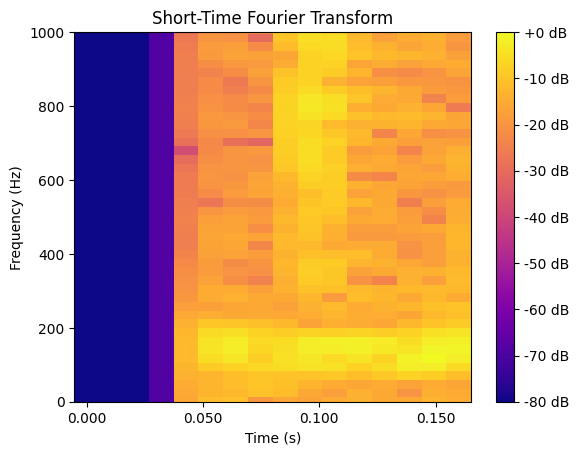 Short-Time Fourier Transform
Frequency (Hz)
1000
800
600
400
200
0
0.000
0.050
0.100
0.150
Time (s)
+0 dB
-10 dB
-20 dB
-30 dB
-40 dB
-50 dB
-60 dB
-70 dB
-80 dB